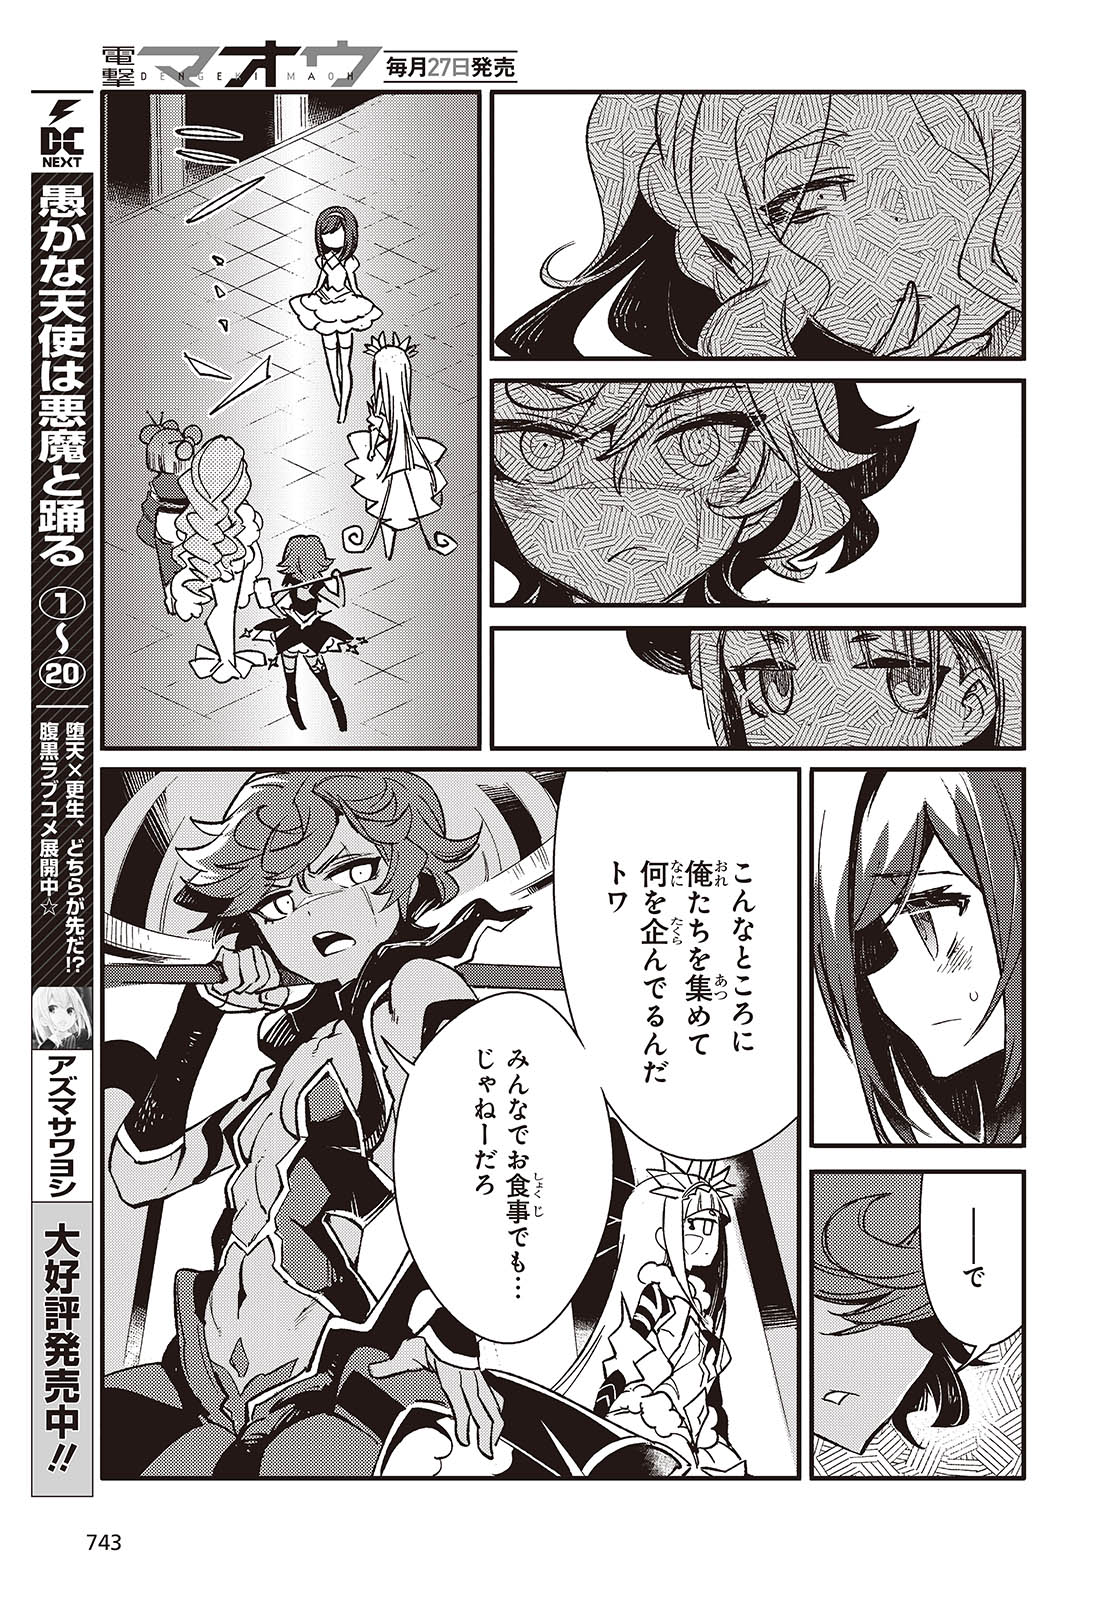 電撃マオウ
DENGEKI MAOH
毎月27日発売
DC
NEXT
愚かな天使は悪魔と踊る ①〜⑳
堕天×更生、どちらが先だ!?
腹黒ラブコメ展開中☆
アズマサワヨシ
大好評発売中!!
──で
こんなところに
俺たちを集めて
何を企んでるんだ
トワ
みんなでお食事でも…
じゃねーだろ
743